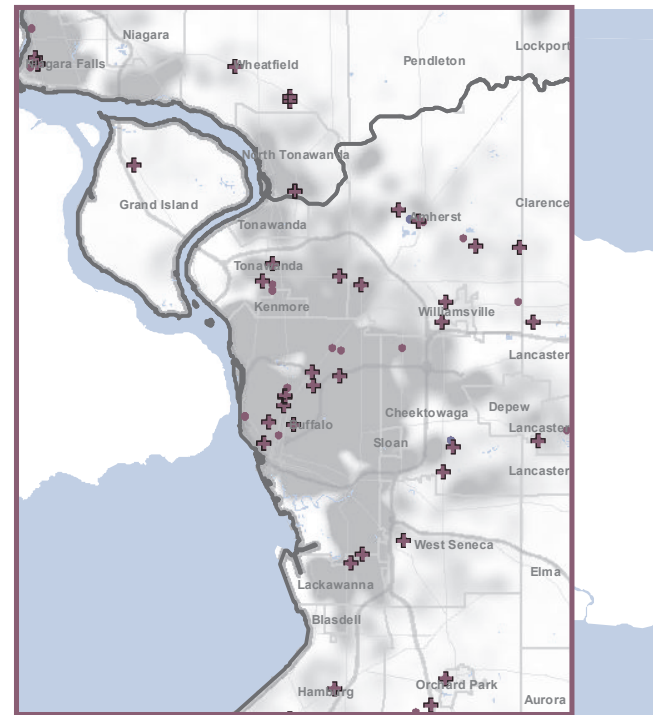 Niagara
Lockport
Niagara Falls
Wheatfield
Pendleton
North Tonawanda
Grand Island
Clarence
Amherst
Tonawanda
Tonawanda
Kenmore
Williamsville
Lancaster
Depew
Cheektowaga
Buffalo
Lancaster
Sloan
Lancaster
West Seneca
Elma
Lackawanna
Blasdell
Orchard Park
Hamburg
Aurora